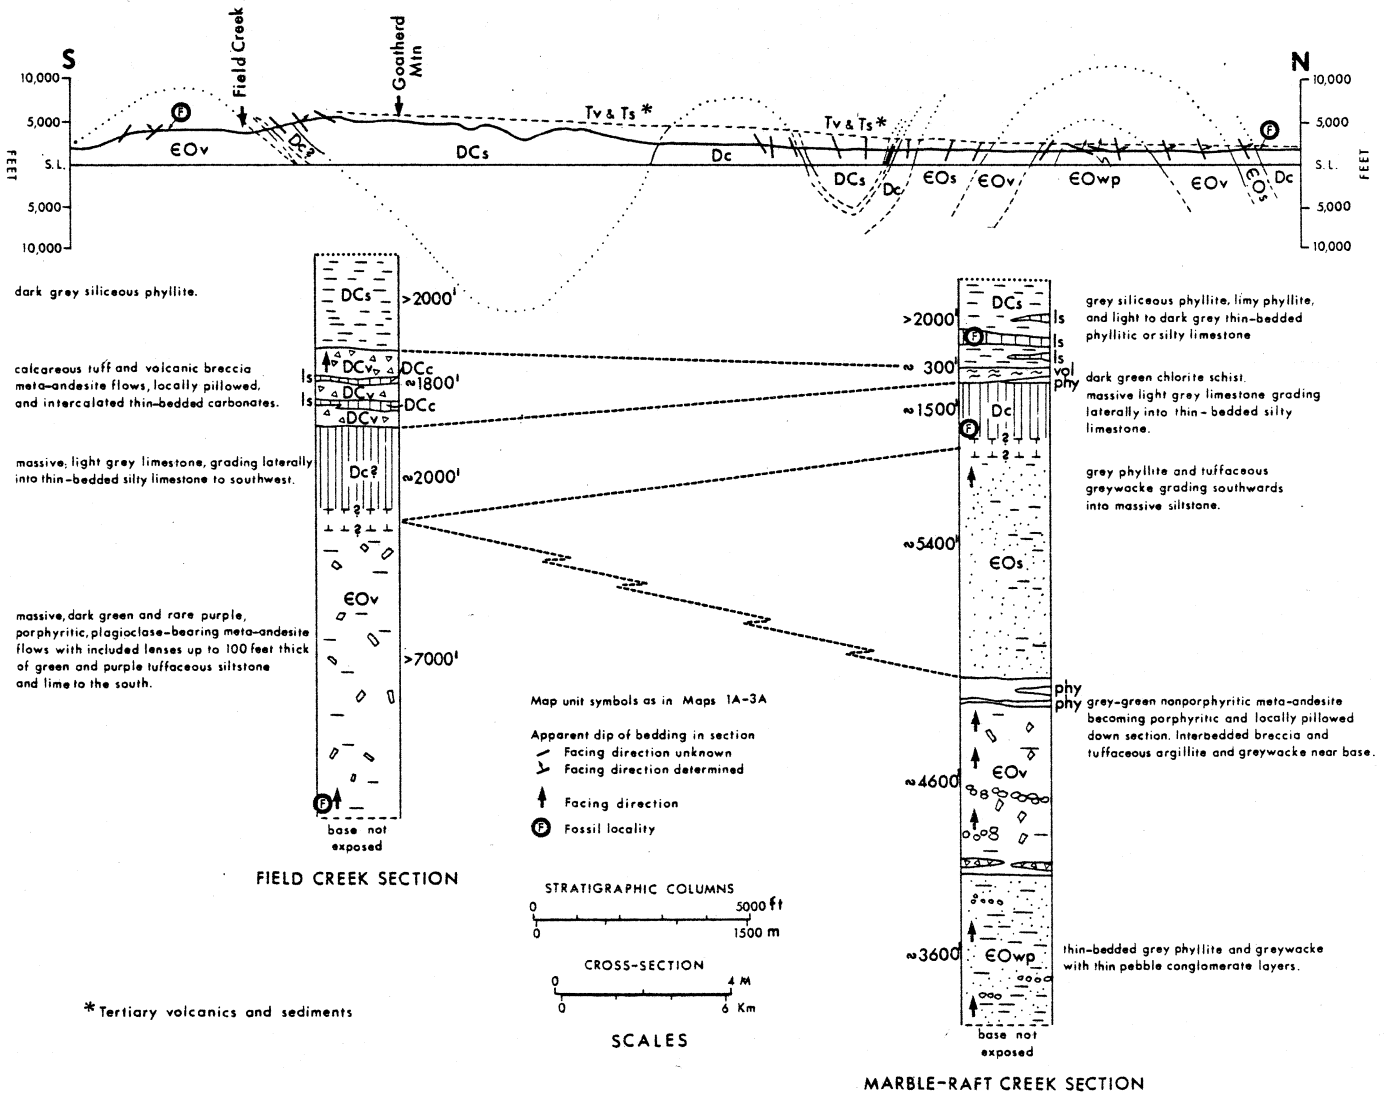 S
N
Field Creek
Goatherd
Mtn
10,000
5,000
S.L.
5,000
10,000
FEET
10,000
5,000
S.L.
5,000
10,000
FEET
F
F
Tv & Ts *
Tv & Ts *
ЄOv
Dc?
DCs
Dc
DCs
Dc
ЄOs
ЄOv
ЄOwp
ЄOv
ЄOs
Dc
dark grey siliceous phyllite.
calcareous tuff and volcanic breccia
meta-andesite flows, locally pillowed,
and intercalated thin-bedded carbonates.
massive, light grey limestone, grading laterally
into thin-bedded silty limestone to southwest.
massive, dark green and rare purple,
porphyritic, plagioclase-bearing meta-andesite
flows with included lenses up to 100 feet thick
of green and purple tuffaceous siltstone
and lime to the south.
DCs
>2000'
DCv
DCc
ls
~1800'
DCv
ls
DCc
DCv
Dc?
~2000'
?
?
ЄOv
>7000'
F
base not
exposed
FIELD CREEK SECTION
Map unit symbols as in Maps 1A-3A
Apparent dip of bedding in section
Facing direction unknown
Facing direction determined
Facing direction
F Fossil locality
STRATIGRAPHIC COLUMNS
0 5000 ft
0 1500 m
CROSS-SECTION
0 4 M
0 6 Km
SCALES
* Tertiary volcanics and sediments
DCs
>2000'
ls
F
ls
ls
~ 300'
vol
phy
Dc
~1500'
F
?
?
~5400'
ЄOs
phy
phy
ЄOv
~4600'
~3600'
ЄOwp
base not
exposed
MARBLE-RAFT CREEK SECTION
grey siliceous phyllite, limy phyllite,
and light to dark grey thin-bedded
phyllitic or silty limestone
dark green chlorite schist.
massive light grey limestone grading
laterally into thin-bedded silty
limestone.
grey phyllite and tuffaceous
greywacke grading southwards
into massive siltstone.
grey-green nonporphyritic meta-andesite
becoming porphyritic and locally pillowed
down section. Interbedded breccia and
tuffaceous argillite and greywacke near base.
thin-bedded grey phyllite and greywacke
with thin pebble conglomerate layers.